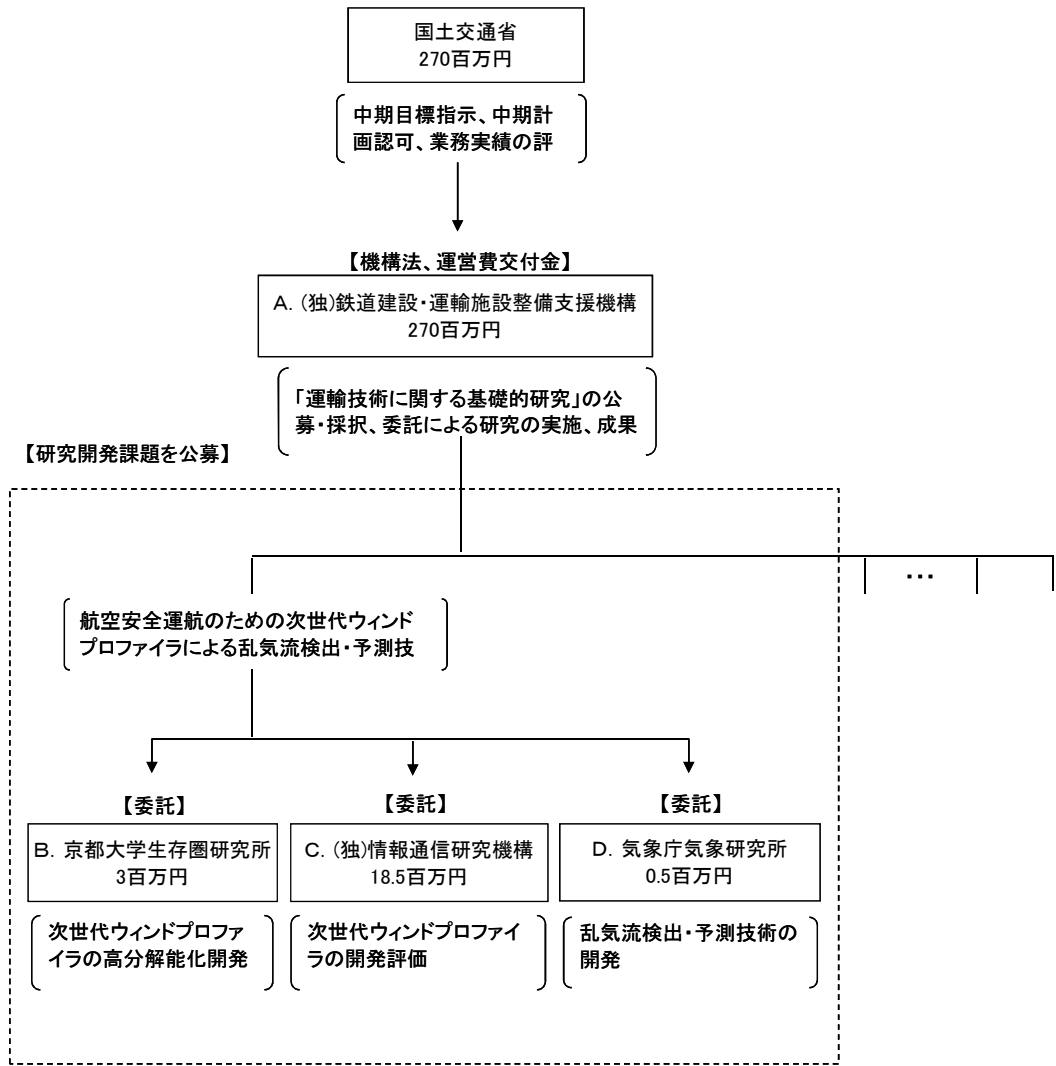 国土交通省
270百万円
中期目標指示、中期計
画認可、業務実績の評
【機構法、運営費交付金】
A. (独)鉄道建設・運輸施設整備支援機構
270百万円
「運輸技術に関する基礎的研究」の公
募・採択、委託による研究の実施、成果
【研究開発課題を公募】
…
航空安全運航のための次世代ウィンド
プロファイラによる乱気流検出・予測技
【委託】
【委託】
【委託】
B. 京都大学生存圏研究所
3百万円
C. (独)情報通信研究機構
18.5百万円
D. 気象庁気象研究所
0.5百万円
次世代ウィンドプロファ
イラの高分解能化開発
次世代ウィンドプロファイ
ラの開発評価
乱気流検出・予測技術の
開発